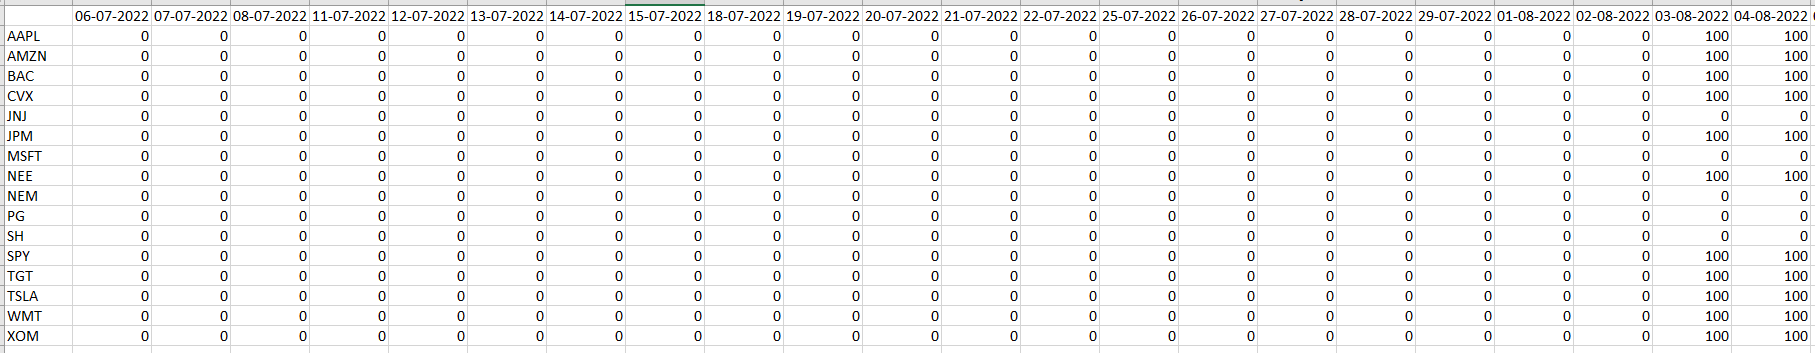 06-07-2022 07-07-2022 08-07-2022 11-07-2022 12-07-2022 13-07-2022 14-07-2022 15-07-2022 18-07-2022 19-07-2022 20-07-2022 21-07-2022 22-07-2022 25-07-2022 26-07-2022 27-07-2022 28-07-2022 29-07-2022 01-08-2022 02-08-2022 03-08-2022 04-08-2022
AAPL 0 0 0 0 0 0 0 0 0 0 0 0 0 0 0 0 0 0 0 0 100 100
AMZN 0 0 0 0 0 0 0 0 0 0 0 0 0 0 0 0 0 0 0 0 100 100
BAC 0 0 0 0 0 0 0 0 0 0 0 0 0 0 0 0 0 0 0 0 100 100
CVX 0 0 0 0 0 0 0 0 0 0 0 0 0 0 0 0 0 0 0 0 100 100
JNJ 0 0 0 0 0 0 0 0 0 0 0 0 0 0 0 0 0 0 0 0 0 0
JPM 0 0 0 0 0 0 0 0 0 0 0 0 0 0 0 0 0 0 0 0 100 100
MSFT 0 0 0 0 0 0 0 0 0 0 0 0 0 0 0 0 0 0 0 0 0 0
NEE 0 0 0 0 0 0 0 0 0 0 0 0 0 0 0 0 0 0 0 0 100 100
NEM 0 0 0 0 0 0 0 0 0 0 0 0 0 0 0 0 0 0 0 0 0 0
PG 0 0 0 0 0 0 0 0 0 0 0 0 0 0 0 0 0 0 0 0 0 0
SH 0 0 0 0 0 0 0 0 0 0 0 0 0 0 0 0 0 0 0 0 0 0
SPY 0 0 0 0 0 0 0 0 0 0 0 0 0 0 0 0 0 0 0 0 100 100
TGT 0 0 0 0 0 0 0 0 0 0 0 0 0 0 0 0 0 0 0 0 100 100
TSLA 0 0 0 0 0 0 0 0 0 0 0 0 0 0 0 0 0 0 0 0 100 100
WMT 0 0 0 0 0 0 0 0 0 0 0 0 0 0 0 0 0 0 0 0 100 100
XOM 0 0 0 0 0 0 0 0 0 0 0 0 0 0 0 0 0 0 0 0 100 100